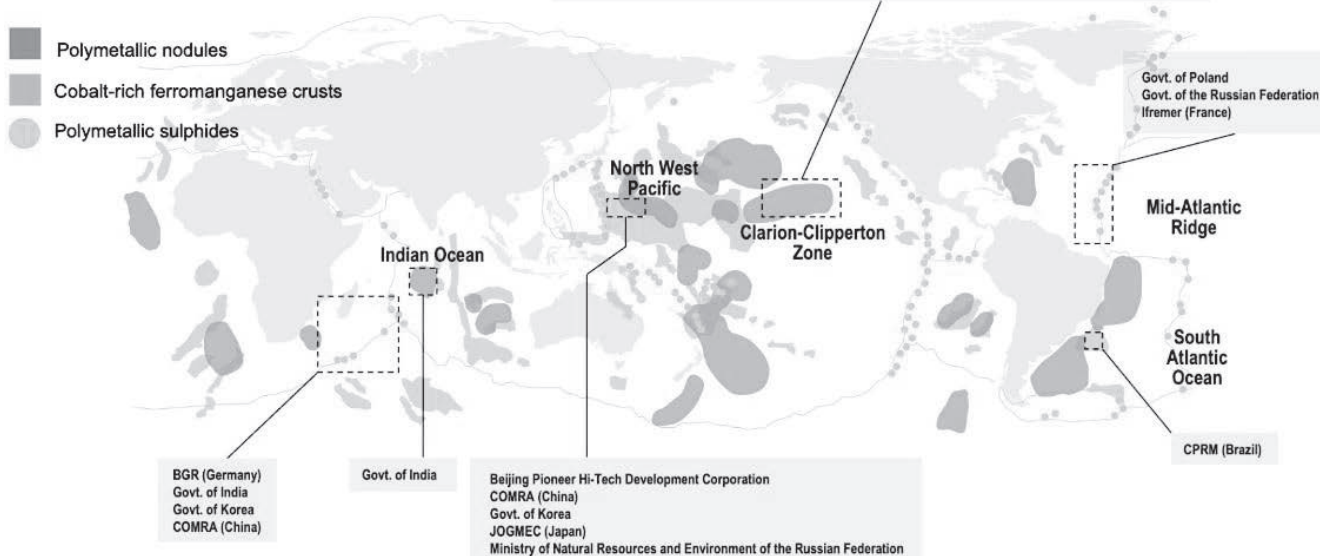 Polymetallic nodules
Cobalt-rich ferromanganese crusts
Polymetallic sulphides
Govt. of Poland
Govt. of the Russian Federation
Ifremer (France)
North West
Pacific
Clarion-Clipperton
Zone
Mid-Atlantic
Ridge
Indian Ocean
South
Atlantic
Ocean
CPRM (Brazil)
BGR (Germany)
Govt. of India
Govt. of Korea
COMRA (China)
Govt. of India
Beijing Pioneer Hi-Tech Development Corporation
COMRA (China)
Govt. of Korea
JOGMEC (Japan)
Ministry of Natural Resources and Environment of the Russian Federation